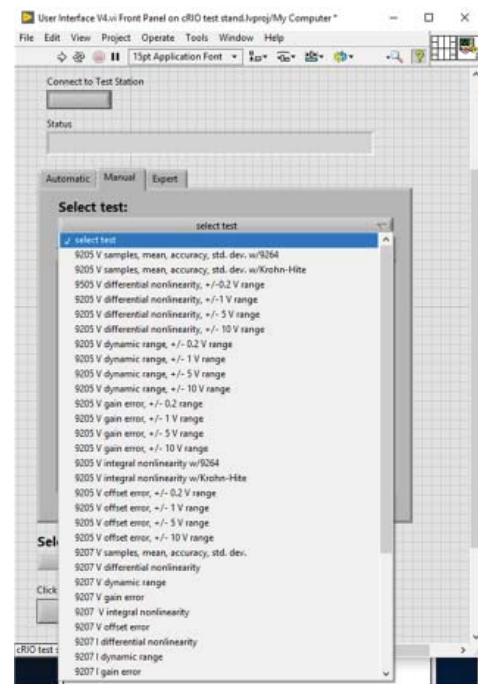 User Interface V4.vi Front Panel on cRIO test stand.lvproj/My Computer *
File Edit View Project Operate Tools Window Help
15pt Application Font
Connect to Test Station
Status
Automatic Manual Expert
Select test:
select test
select test
9205 V samples, mean, accuracy, std. dev. w/9264
9205 V samples, mean, accuracy, std. dev. w/Krohn-Hite
9505 V differential nonlinearity, +/-0.2 V range
9205 V differential nonlinearity, +/-1 V range
9205 V differential nonlinearity, +/- 5 V range
9205 V differential nonlinearity, +/- 10 V range
9205 V dynamic range, +/- 0.2 V range
9205 V dynamic range, +/- 1 V range
9205 V dynamic range, +/- 5 V range
9205 V dynamic range, +/- 10 V range
9205 V gain error, +/- 0.2 range
9205 V gain error, +/- 1 V range
9205 V gain error, +/- 5 V range
9205 V gain error, +/- 10 V range
9205 V integral nonlinearity w/9264
9205 V integral nonlinearity w/Krohn-Hite
9205 V offset error, +/- 0.2 V range
9205 V offset error, +/- 1 V range
9205 V offset error, +/- 5 V range
9205 V offset error, +/- 10 V range
9207 V samples, mean, accuracy, std. dev.
9207 V differential nonlinearity
9207 V dynamic range
9207 V gain error
9207 V integral nonlinearity
9207 V offset error
9207 I differential nonlinearity
9207 I dynamic range
9207 I gain error
Sel
Click
cRIO test s